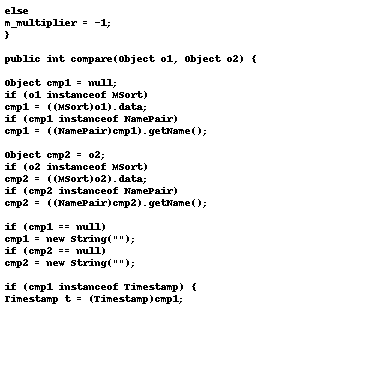 else
m_multiplier = -1;
}
public int compare(Object o1, Object o2) {
Object cmp1 = null;
if (o1 instanceof MSort)
cmp1 = ((MSort)o1).data;
if (cmp1 instanceof NamePair)
cmp1 = ((NamePair)cmp1).getName();
Object cmp2 = o2;
if (o2 instanceof MSort)
cmp2 = ((MSort)o2).data;
if (cmp2 instanceof NamePair)
cmp2 = ((NamePair)cmp2).getName();
if (cmp1 == null)
cmp1 = new String("");
if (cmp2 == null)
cmp2 = new String("");
if (cmp1 instanceof Timestamp) {
Timestamp t = (Timestamp)cmp1;